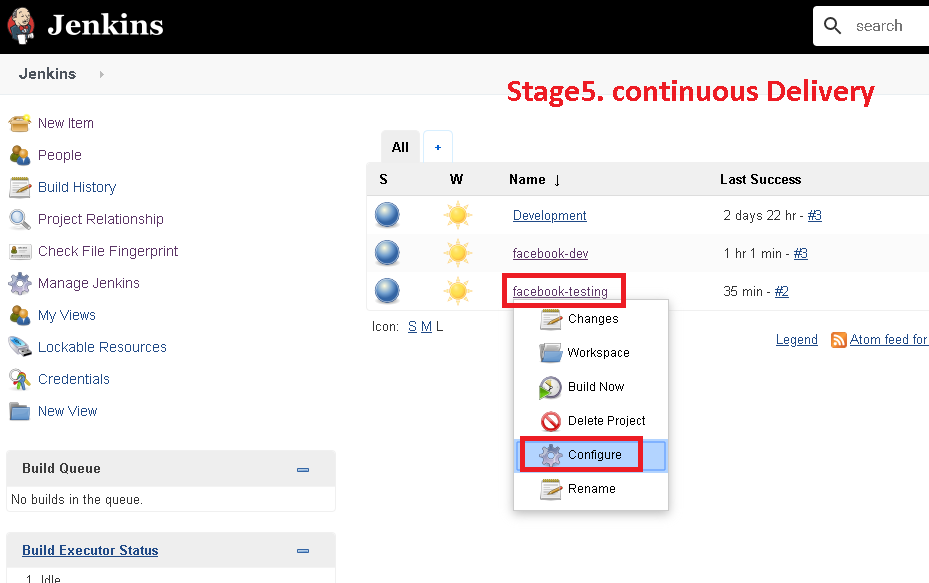 Jenkins
search
Jenkins
Stage5. continuous Delivery
New Item
People
Build History
Project Relationship
Check File Fingerprint
Manage Jenkins
My Views
Lockable Resources
Credentials
New View
Build Queue
No builds in the queue.
Build Executor Status
1 Idle
All +
S W Name ↓ Last Success
Development 2 days 22 hr - #3
facebook-dev 1 hr 1 min - #3
facebook-testing 35 min - #2
Icon: S M L
Legend Atom feed for
Changes
Workspace
Build Now
Delete Project
Configure
Rename